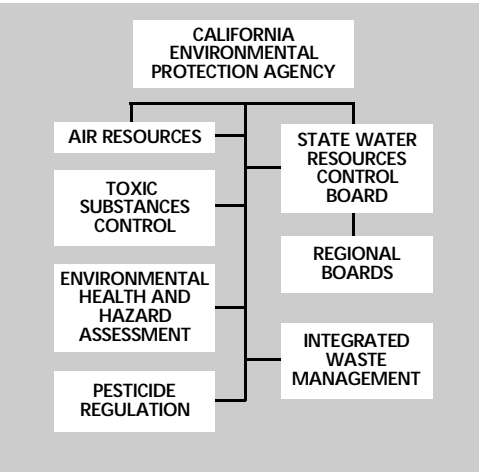 CALIFORNIA
ENVIRONMENTAL
PROTECTION AGENCY
AIR RESOURCES
TOXIC
SUBSTANCES
CONTROL
ENVIRONMENTAL
HEALTH AND
HAZARD
ASSESSMENT
PESTICIDE
REGULATION
STATE WATER
RESOURCES
CONTROL
BOARD
REGIONAL
BOARDS
INTEGRATED
WASTE
MANAGEMENT